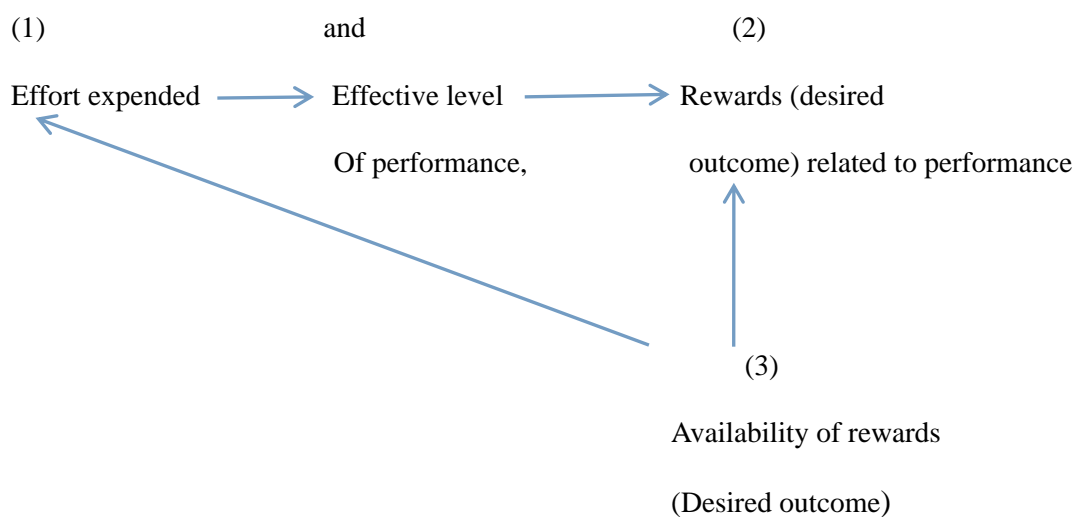 (1) and (2)
Effort expended Effective level Rewards (desired
Of performance, outcome) related to performance
(3)
Availability of rewards
(Desired outcome)